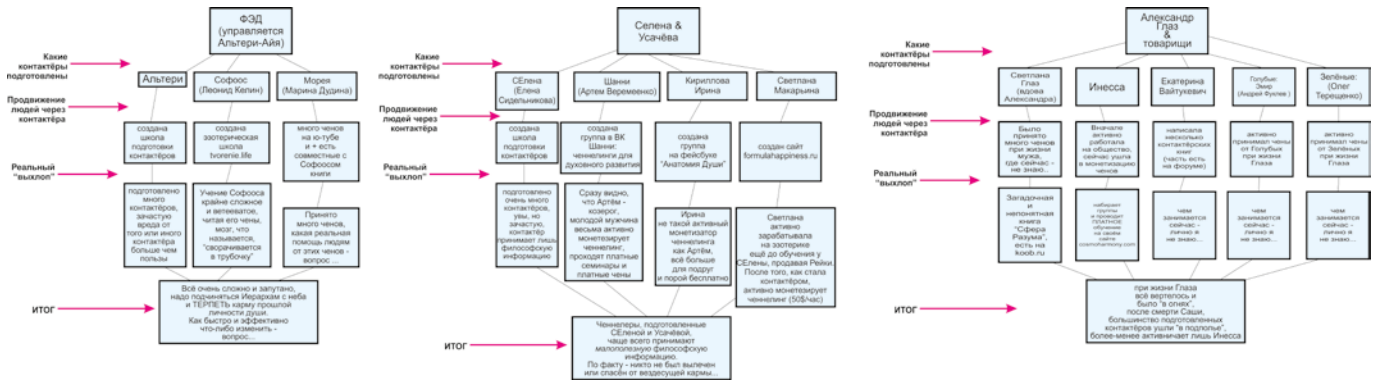 ФЭД
(управляется
Альтери-Айя)
Какие
контактёры
подготовлены
Альтери
Софоос
(Леонид Келин)
Морея
(Марина Дудина)
Продвижение
людей через
контактёра
создана
школа
подготовки
контактёров
создана
эзотерическая
школа
tvorenie.life
много ченов
на ю-тубе
и + есть
совместные с
Софоосом
книги
Реальный
"выхлоп"
подготовлено
много
контактёров,
зачастую
вреда от
того или иного
контактёра
больше чем
пользы
Учение Софооса
крайне сложное
и ветееватое,
читая его чены,
мозг, что
называется,
"сворачивается
в трубочку"
Принято
много ченов,
какая реальная
помощь людям
от этих ченов -
вопрос ...
ИТОГ
Всё очень сложно и запутано,
надо подчиняться Иерархам с неба
и ТЕРПЕТЬ карму прошлой
личности души.
Как быстро и эффективно
что-либо изменить -
вопрос...
Селена &
Усачёва
Какие
контактёры
подготовлены
СЕлена
(Елена
Сидельникова)
Шанни
(Артем Веремеенко)
Кириллова
Ирина
Светлана
Макарьина
Продвижение
людей через
контактёра
создана
школа
подготовки
контактёров
создана
группа в ВК
Шанни:
ченнелинги для
духовного развития
создана
группа
на фейсбуке
"Анатомия Души"
создан сайт
formulahappiness.ru
Реальный
"выхлоп"
подготовлено
очень много
контактёров,
увы, но
зачастую,
контактёр
принимает лишь
философскую
информацию
Сразу видно,
что Артём -
козерог,
молодой мужчина
весьма активно
монетизирует
ченнелинг,
проходят платные
семинары и
платные чены
Ирина
не такой активный
монетизатор
ченнелинга
как Артём,
всё больше
для подруг
и порой бесплатно
Светлана
активно
зарабатывала
на эзотерике
ещё до обучения у
СЕлены, продавая Рейки.
После того, как стала
контактёром,
активно монетизирует
ченнелинг (50$/час)
ИТОГ
Ченнелеры, подготовленные
СЕленой и Усачёвой,
чаще всего принимают
малополезную философскую
информацию.
По факту - никто не был вылечен
или спасён от вездесущей кармы...
Александр
Глаз
&
товарищи
Какие
контактёры
подготовлены
Светлана
Глаз
(вдова
Александра)
Инесса
Екатерина
Вайтукевич
Голубые:
Эмир
(Андрей Фуклев )
Зелёные:
(Олег
Терещенко)
Продвижение
людей через
контактёра
Было
принято
много ченов
при жизни
мужа,
где сейчас -
не знаю...
Вначале
активно
работала
на общество,
сейчас ушла
в монетизацию
ченов
написала
несколько
контактёрских
книг
(часть есть
на форуме)
активно
принимал чены
от Голубых
при жизни
Глаза
активно
принимал чены
от Зелёных
при жизни
Глаза
Реальный
"выхлоп"
Загадочная
и
непонятная
книга
"Сфера
Разума",
есть на
koob.ru
набирает
группы
и проводит
ПЛАТНОЕ
обучение
на своём
сайте
cosmoharmony.com
чем
занимается
сейчас -
лично я
не знаю...
чем
занимается
сейчас -
лично я
не знаю...
чем
занимается
сейчас -
лично я
не знаю...
ИТОГ
при жизни Глаза
всё вертелось и
было "в огнях",
после смерти Саши,
большинство подготовленных
контактёров ушли "в подполье",
более-менее активничает лишь Инесса